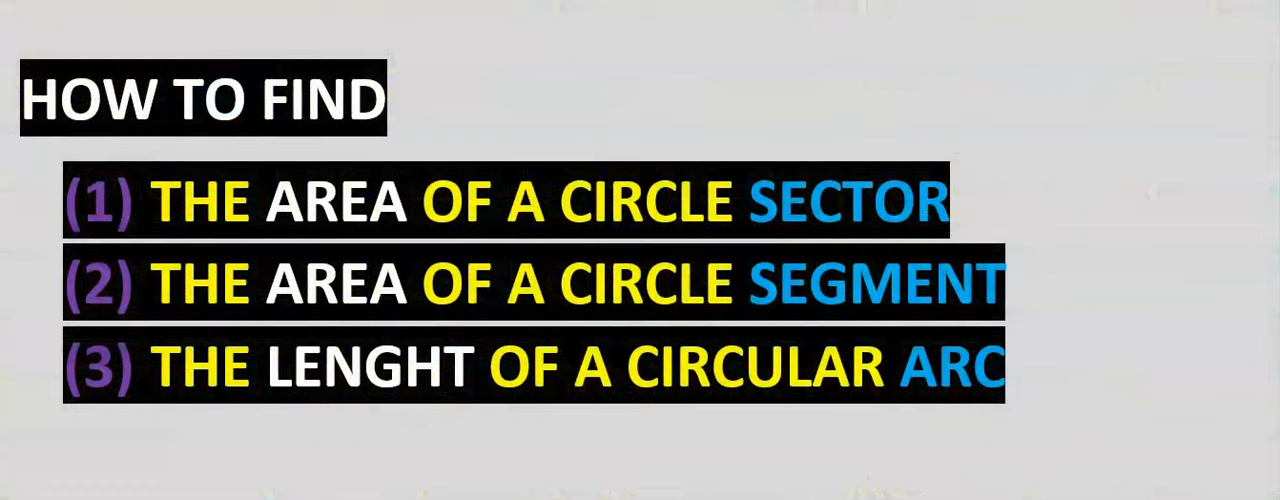 HOW TO FIND
(1) THE AREA OF A CIRCLE SECTOR
(2) THE AREA OF A CIRCLE SEGMENT
(3) THE LENGHT OF A CIRCULAR ARC